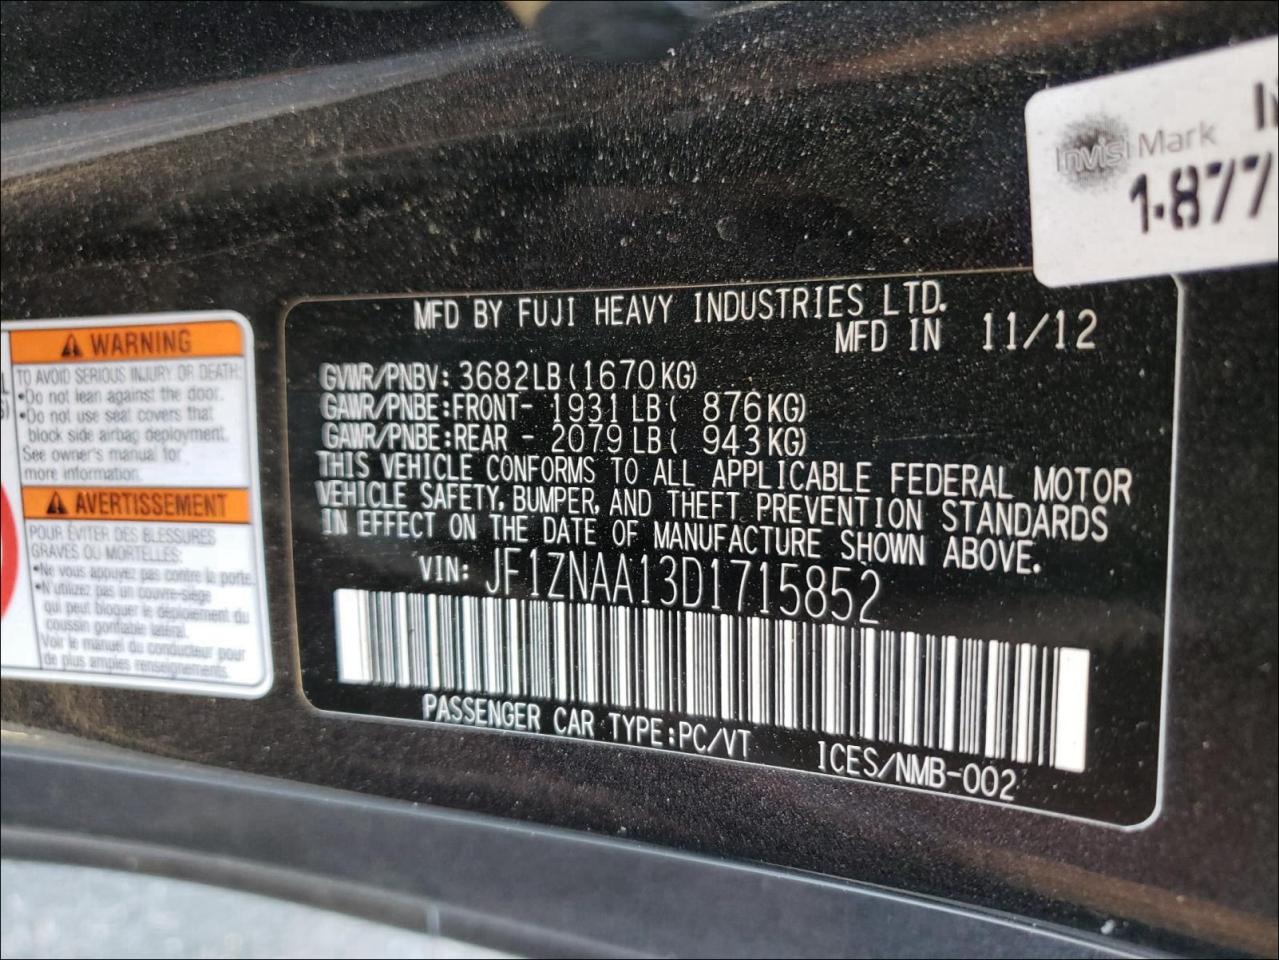 MFD BY FUJI HEAVY INDUSTRIES LTD.
MFD IN 11/12
GVWR/PNBV: 3682LB(1670KG)
GAWR/PNBE:FRONT- 1931LB( 876KG)
GAWR/PNBE:REAR - 2079LB( 943KG)
THIS VEHICLE CONFORMS TO ALL APPLICABLE FEDERAL MOTOR
VEHICLE SAFETY, BUMPER, AND THEFT PREVENTION STANDARDS
IN EFFECT ON THE DATE OF MANUFACTURE SHOWN ABOVE.
VIN: JF1ZNAA13D1715852
PASSENGER CAR TYPE:PC/VT
ICES/NMB-002
WARNING
TO AVOID SERIOUS INJURY OR DEATH:
•Do not lean against the door.
•Do not use seat covers that
block side airbag deployment.
See owner's manual for
more information.
AVERTISSEMENT
POUR ÉVITER DES BLESSURES
GRAVES OU MORTELLES:
•Ne vous appuyez pas contre la porte.
•N'utilizez pas un couvre-siège
qui peut bloquer le déploiement du
coussin gonflable latéral.
Voir le manuel du conducteur pour
de plus amples renseignements.
InvisiMark
1-877